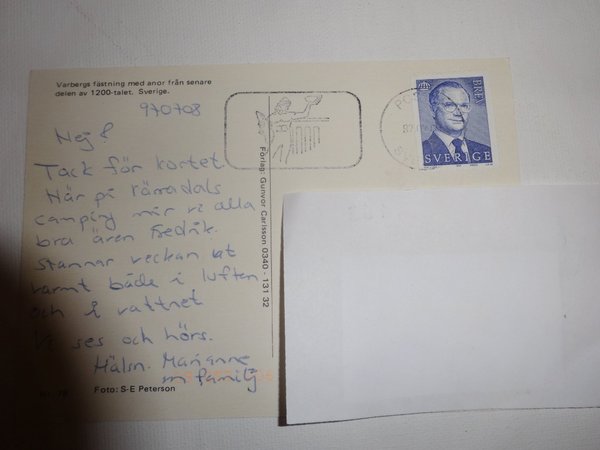 Varbergs fästning med anor från senare
delen av 1200-talet. Sverige.
970708
Hej!
Tack för kortet.
Här på Kärradals
camping mår vi alla
bra även Fredrik.
Stannar veckan ut
varmt både i luften
och i vattnet
Vi ses och hörs.
Hälsn. Marianne
m familj
Foto: S-E Peterson
Förlag: Gunvor Carlsson 0340 - 131 32
BREV
SVERIGE